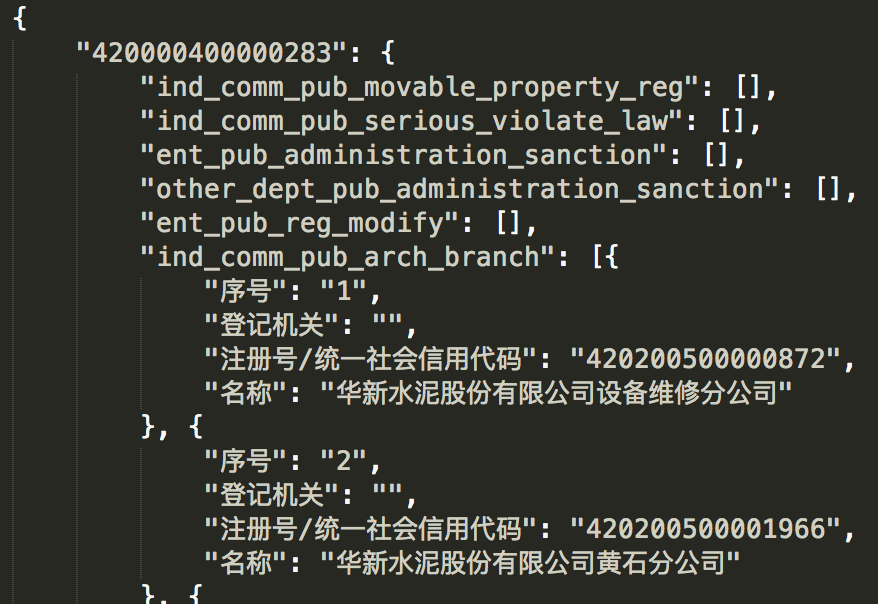 {
"420000400000283": {
"ind_comm_pub_movable_property_reg": [],
"ind_comm_pub_serious_violate_law": [],
"ent_pub_administration_sanction": [],
"other_dept_pub_administration_sanction": [],
"ent_pub_reg_modify": [],
"ind_comm_pub_arch_branch": [{
"序号": "1",
"登记机关": "",
"注册号/统一社会信用代码": "420200500000872",
"名称": "华新水泥股份有限公司设备维修分公司"
}, {
"序号": "2",
"登记机关": "",
"注册号/统一社会信用代码": "420200500001966",
"名称": "华新水泥股份有限公司黄石分公司"
}, {